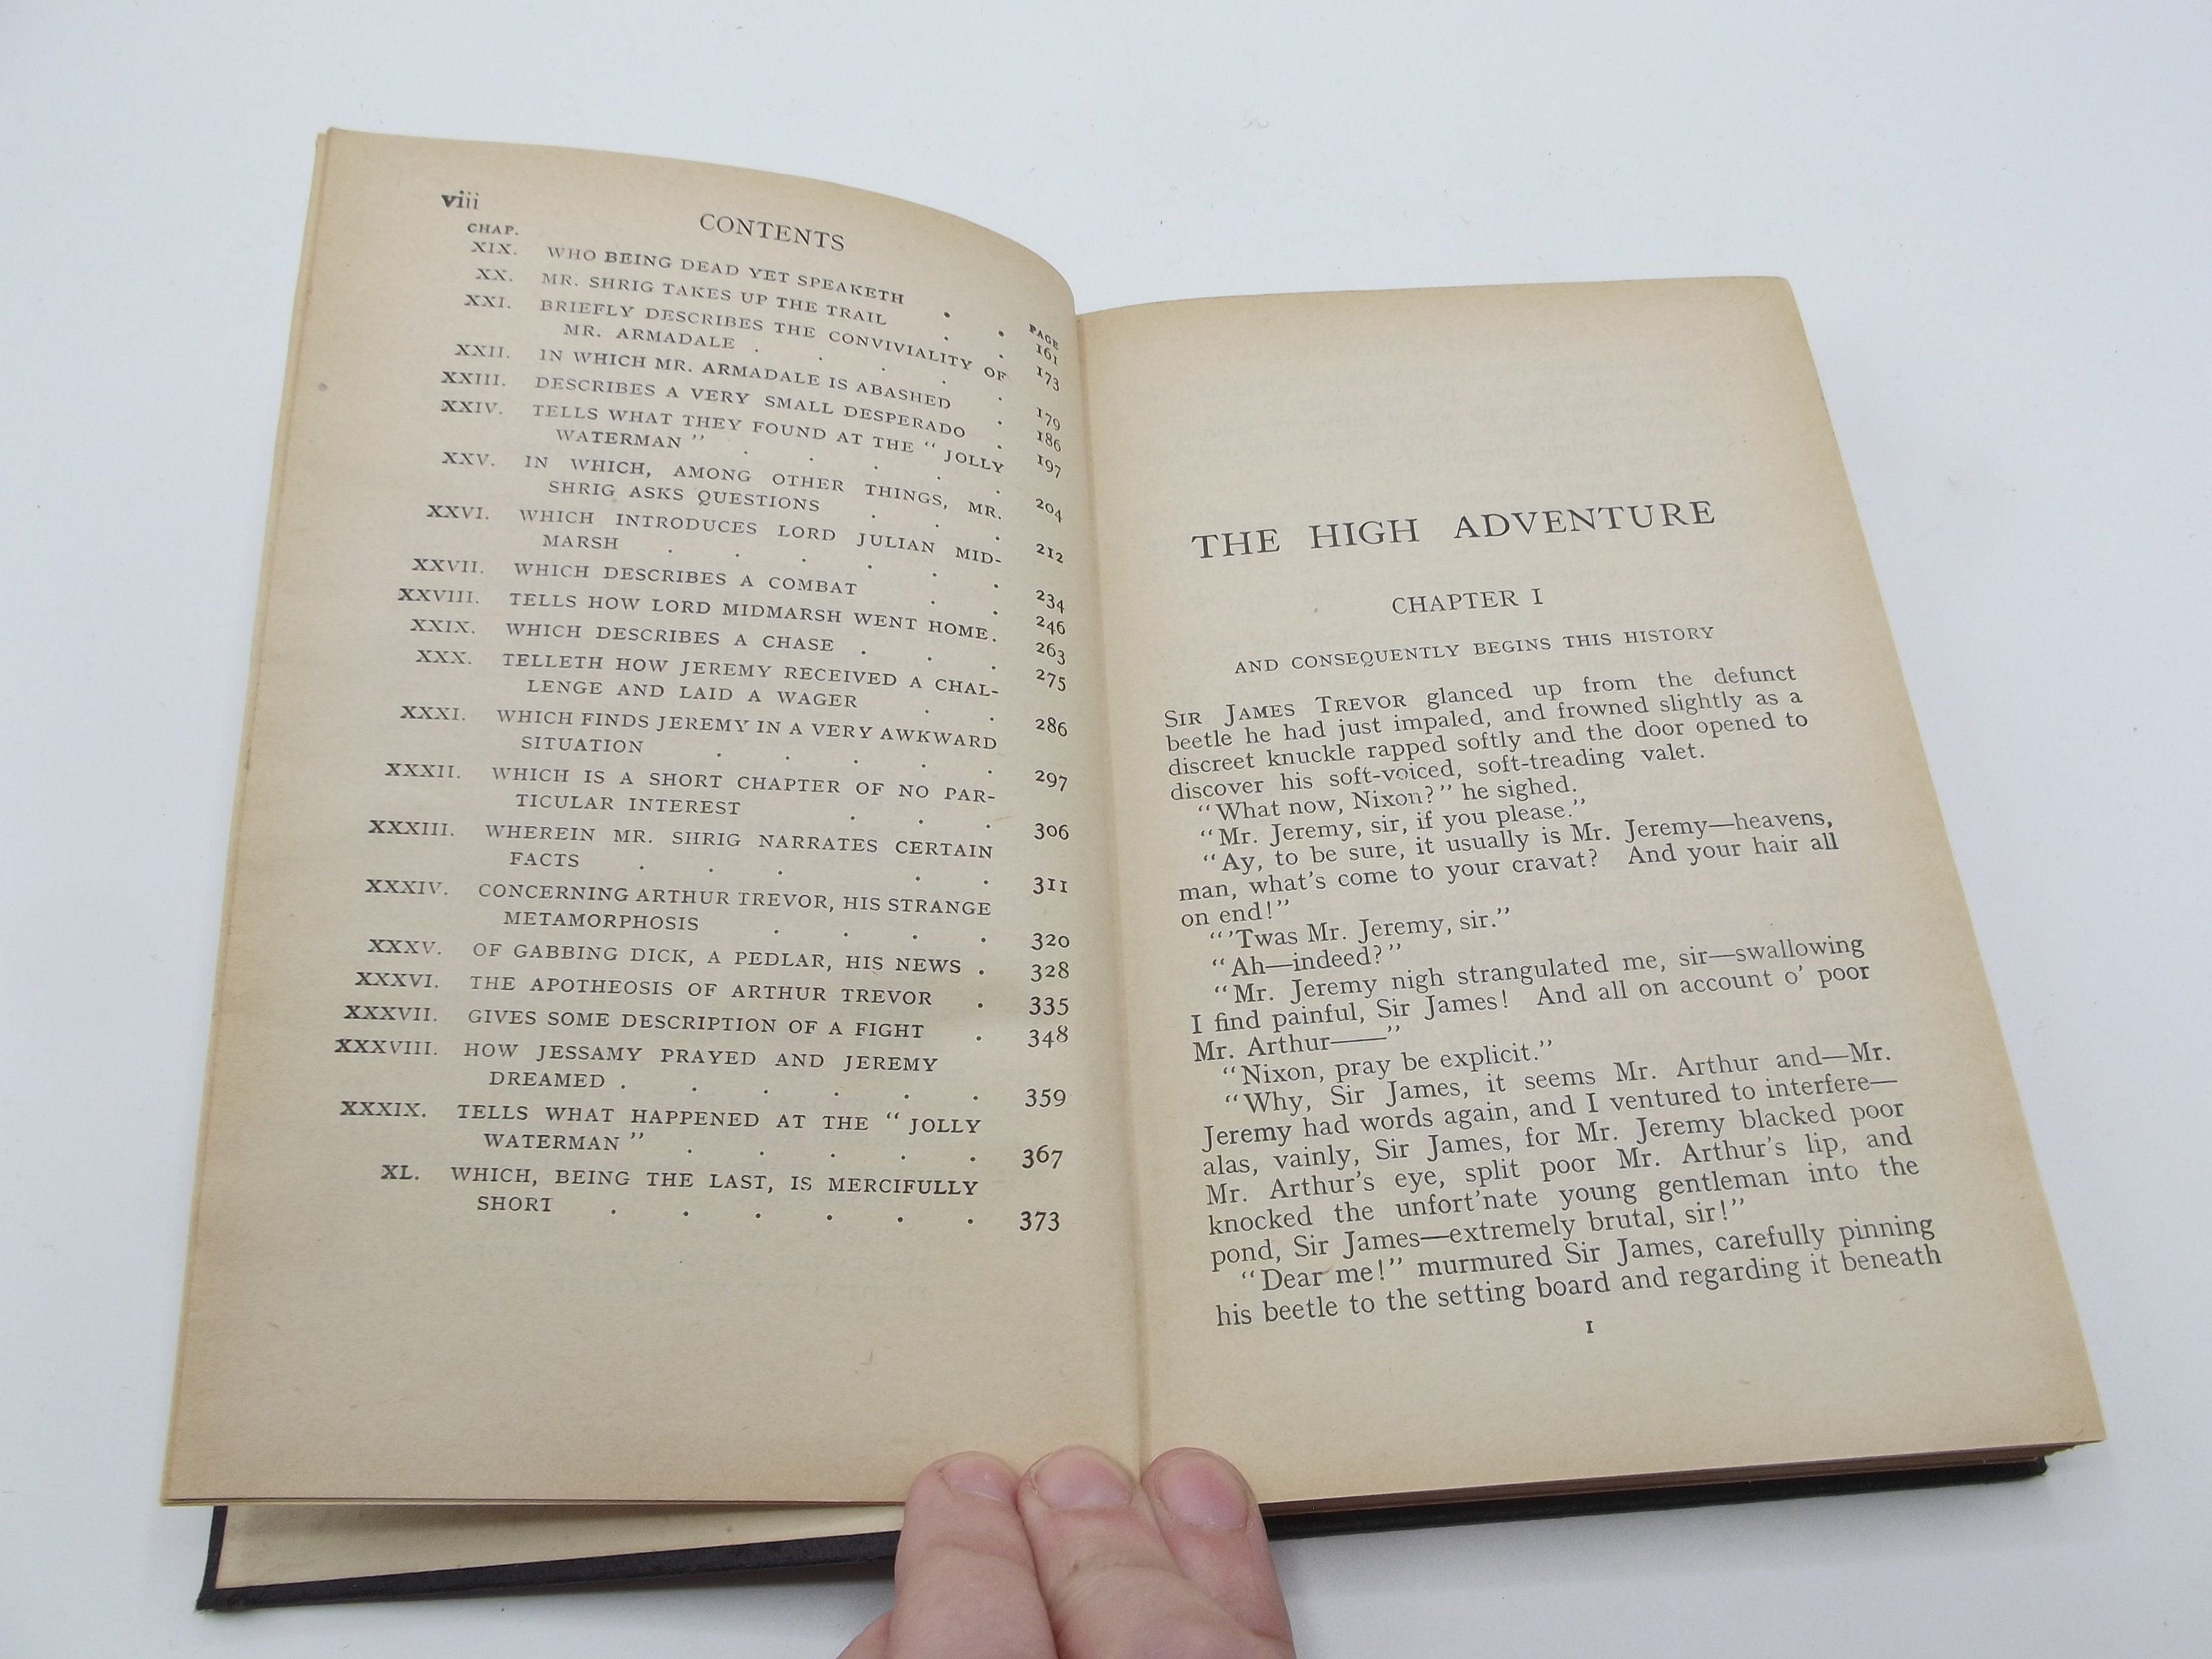 viii
CONTENTS
CHAP.
PAGE
XIX. WHO BEING DEAD YET SPEAKETH . . 161
XX. MR. SHRIG TAKES UP THE TRAIL . . 173
XXI. BRIEFLY DESCRIBES THE CONVIVIALITY OF
MR. ARMADALE . . . . . 179
XXII. IN WHICH MR. ARMADALE IS ABASHED . 186
XXIII. DESCRIBES A VERY SMALL DESPERADO . 197
XXIV. TELLS WHAT THEY FOUND AT THE “ JOLLY
WATERMAN ” . . . . . 204
XXV. IN WHICH, AMONG OTHER THINGS, MR.
SHRIG ASKS QUESTIONS . . . 212
XXVI. WHICH INTRODUCES LORD JULIAN MID-
MARSH . . . . . . 234
XXVII. WHICH DESCRIBES A COMBAT . . 246
XXVIII. TELLS HOW LORD MIDMARSH WENT HOME . 263
XXIX. WHICH DESCRIBES A CHASE . . . 275
XXX. TELLETH HOW JEREMY RECEIVED A CHAL-
LENGE AND LAID A WAGER . . 286
XXXI. WHICH FINDS JEREMY IN A VERY AWKWARD
SITUATION . . . . . 297
XXXII. WHICH IS A SHORT CHAPTER OF NO PAR-
TICULAR INTEREST . . . 306
XXXIII. WHEREIN MR. SHRIG NARRATES CERTAIN
FACTS . . . . . 311
XXXIV. CONCERNING ARTHUR TREVOR, HIS STRANGE
METAMORPHOSIS . . . . 320
XXXV. OF GABBING DICK, A PEDLAR, HIS NEWS . 328
XXXVI. THE APOTHEOSIS OF ARTHUR TREVOR . 335
XXXVII. GIVES SOME DESCRIPTION OF A FIGHT . 348
XXXVIII. HOW JESSAMY PRAYED AND JEREMY
DREAMED . . . . . . 359
XXXIX. TELLS WHAT HAPPENED AT THE “ JOLLY
WATERMAN ” . . . . . 367
XL. WHICH, BEING THE LAST, IS MERCIFULLY
SHORT . . . . . . 373
THE HIGH ADVENTURE
CHAPTER I
AND CONSEQUENTLY BEGINS THIS HISTORY
SIR JAMES TREVOR glanced up from the defunct
beetle he had just impaled, and frowned slightly as a
discreet knuckle rapped softly and the door opened to
discover his soft-voiced, soft-treading valet.
“What now, Nixon?” he sighed.
“Mr. Jeremy, sir, if you please.”
“Ay, to be sure, it usually is Mr. Jeremy—heavens,
man, what's come to your cravat? And your hair all
on end!”
“'Twas Mr. Jeremy, sir.”
“Ah—indeed?”
“Mr. Jeremy nigh strangulated me, sir—swallowing
I find painful, Sir James! And all on account o' poor
Mr. Arthur——”
“Nixon, pray be explicit.”
“Why, Sir James, it seems Mr. Arthur and—Mr.
Jeremy had words again, and I ventured to interfere—
alas, vainly, Sir James, for Mr. Jeremy blacked poor
Mr. Arthur's eye, split poor Mr. Arthur's lip, and
knocked the unfort'nate young gentleman into the
pond, Sir James—extremely brutal, sir!”
“Dear me!” murmured Sir James, carefully pinning
his beetle to the setting board and regarding it beneath
I